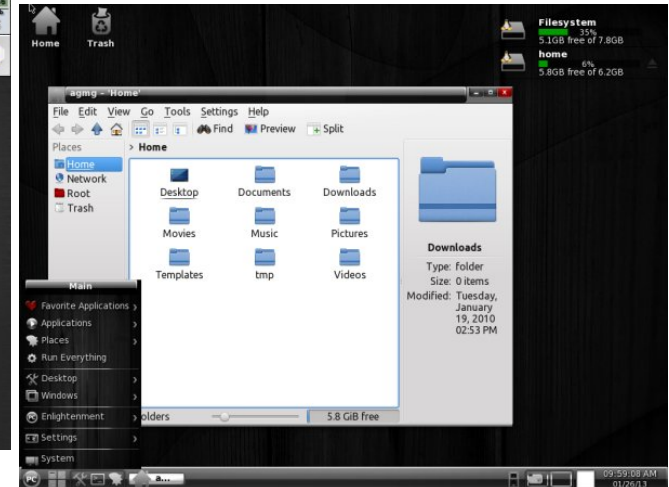 Home
Trash
Filesystem
35%
5.1GB free of 7.8GB
home
6%
5.8GB free of 6.2GB
agmg - 'Home'
File Edit View Go Tools Settings Help
Find Preview Split
Places
> Home
Home
Network
Root
Trash
Desktop Documents Downloads
Movies Music Pictures
Templates tmp Videos
Downloads
Type: folder
Size: 0 items
Modified: Tuesday,
January
19, 2010
02:53 PM
olders
5.8 GiB free
Main
Favorite Applications
Applications
Places
Run Everything
Desktop
Windows
Enlightenment
Settings
System
a...
09:59:08 AM
01/26/13